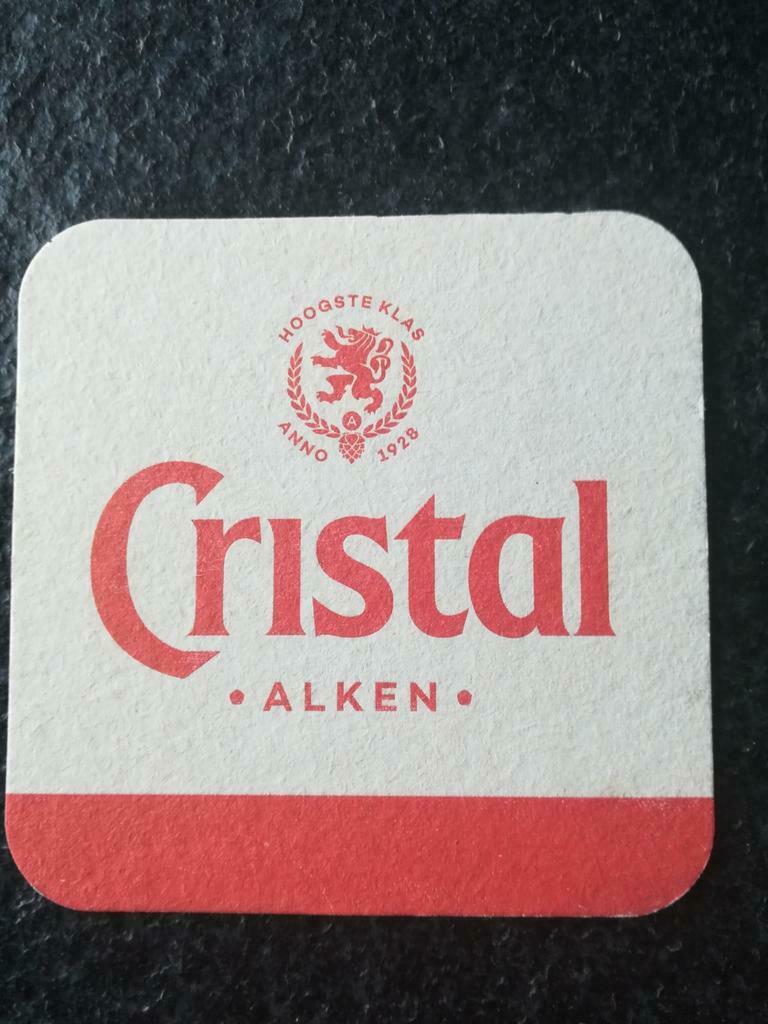 HOOGSTE KLAS
A
ANNO 1928
Cristal
• ALKEN •